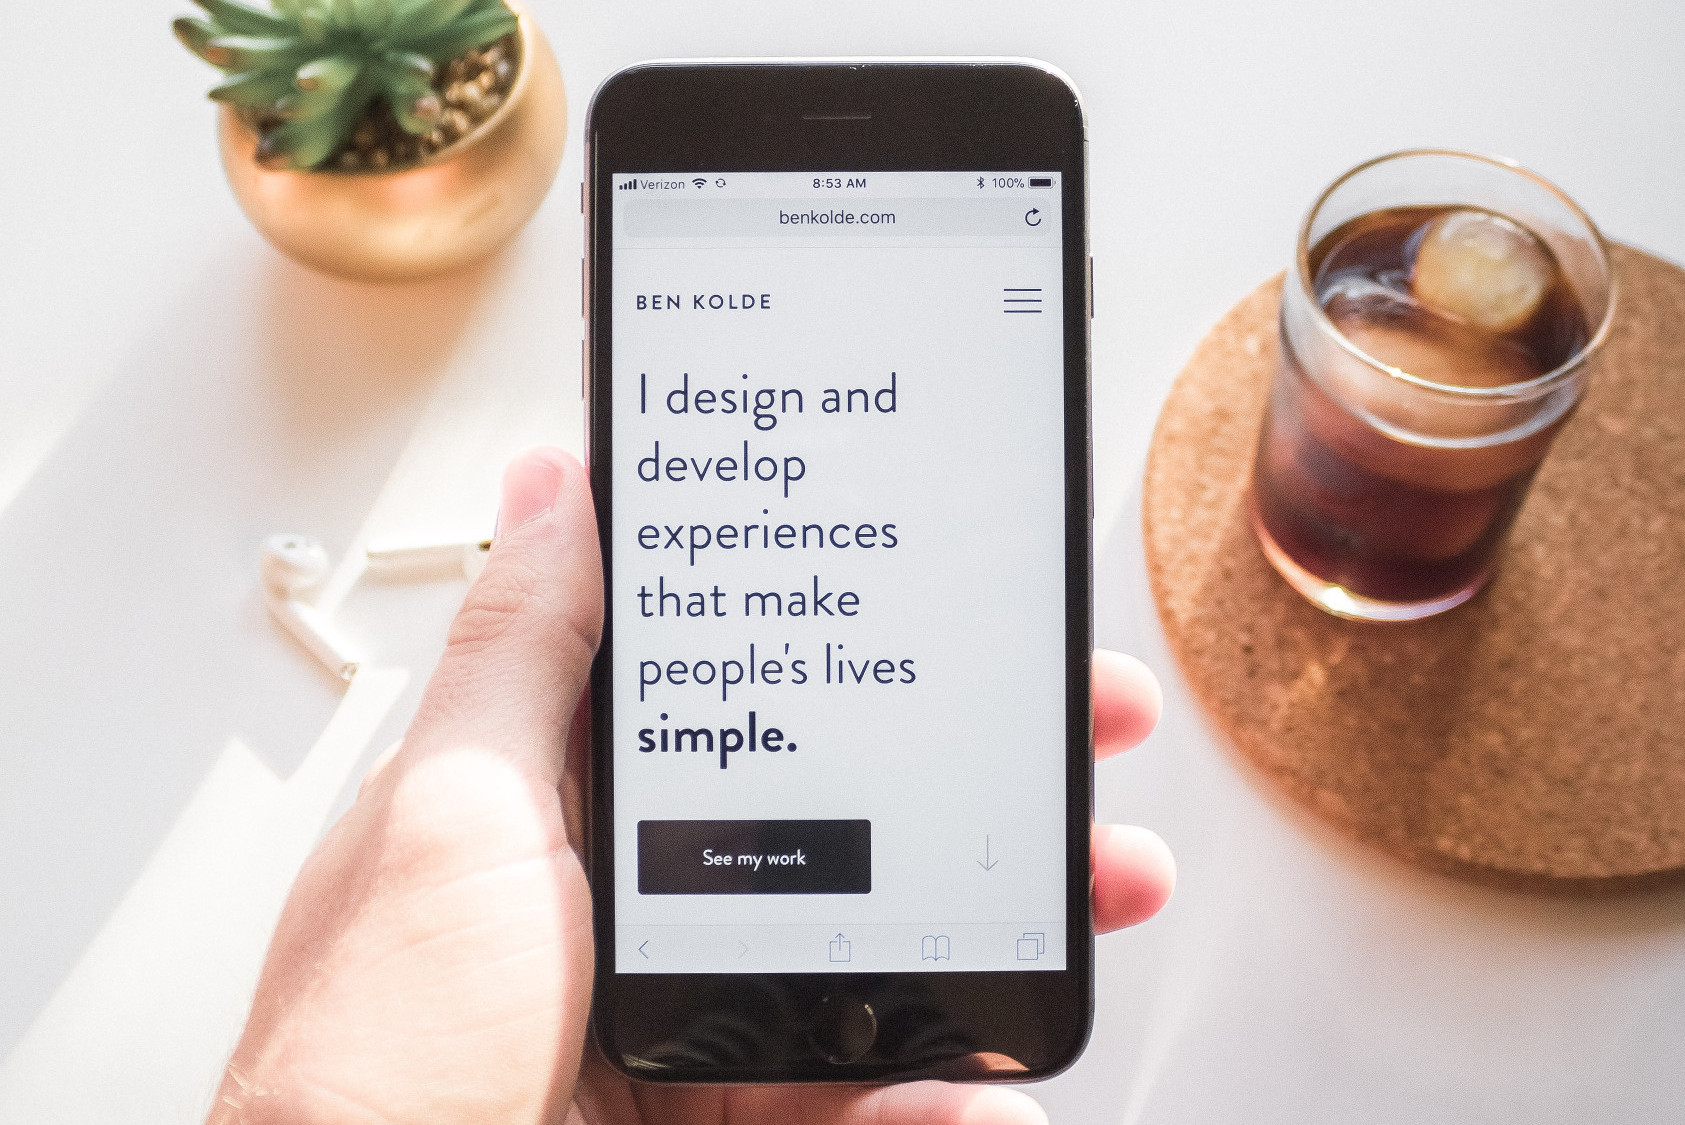 Verizon 8:53 AM 100%
benkolde.com
BEN KOLDE
I design and
develop
experiences
that make
people's lives
simple.
See my work